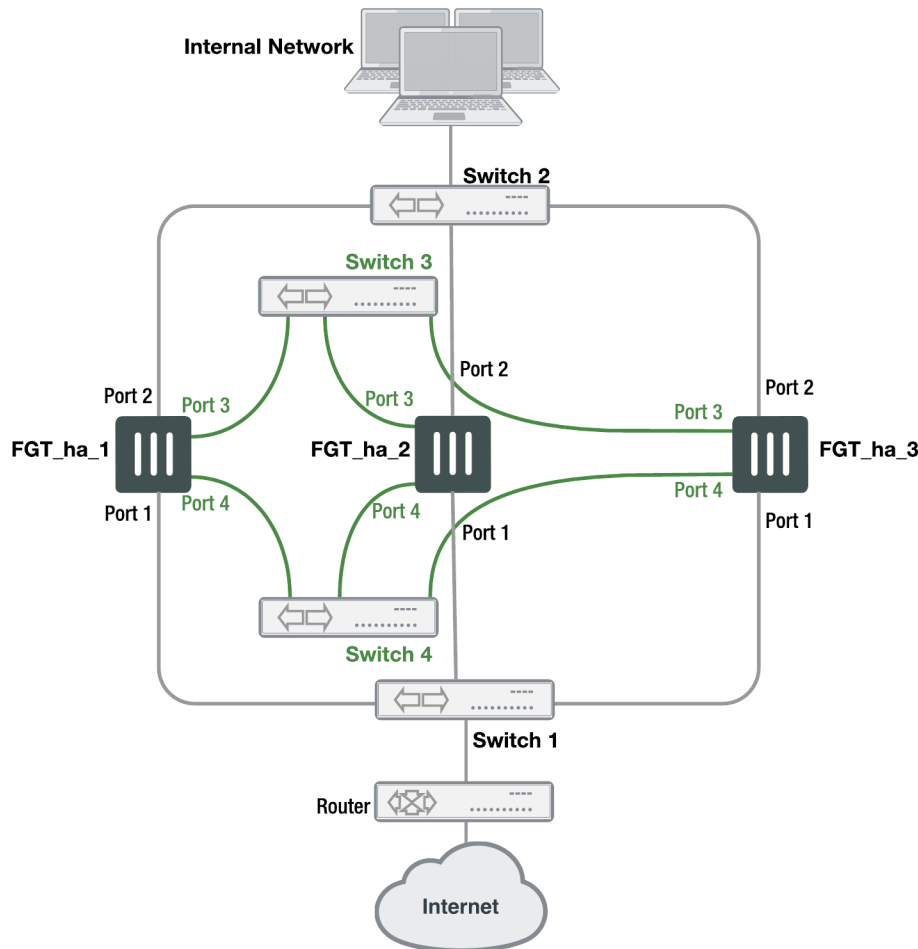 Internal Network
Switch 2
Switch 3
Port 2
Port 2
Port 2
Port 3
Port 3
Port 3
FGT_ha_1
FGT_ha_2
FGT_ha_3
Port 4
Port 4
Port 4
Port 1
Port 1
Port 1
Switch 4
Switch 1
Router
Internet